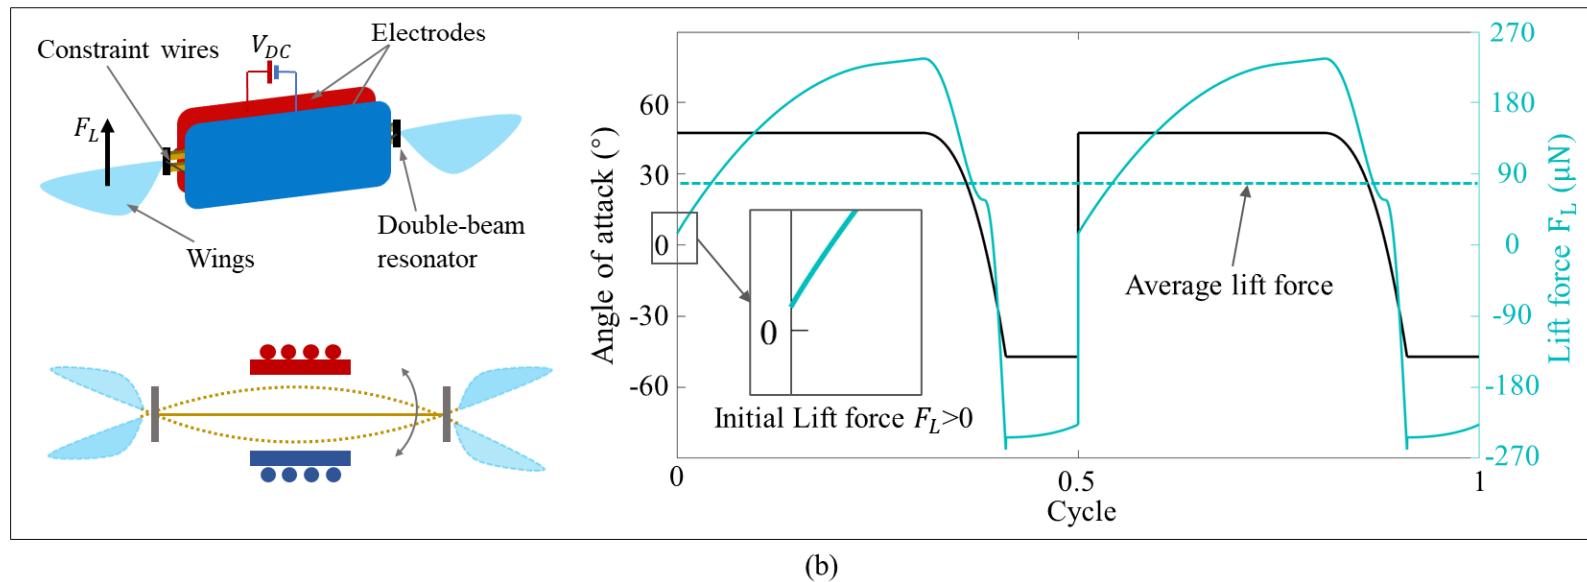 Constraint wires
Electrodes
V_DC
F_L
Wings
Double-beam
resonator
Angle of attack (°)
60
30
0
-30
-60
0
0.5
1
Cycle
270
180
90
0
-90
-180
-270
Lift force F_L (μN)
0
Initial Lift force F_L>0
Average lift force
(b)